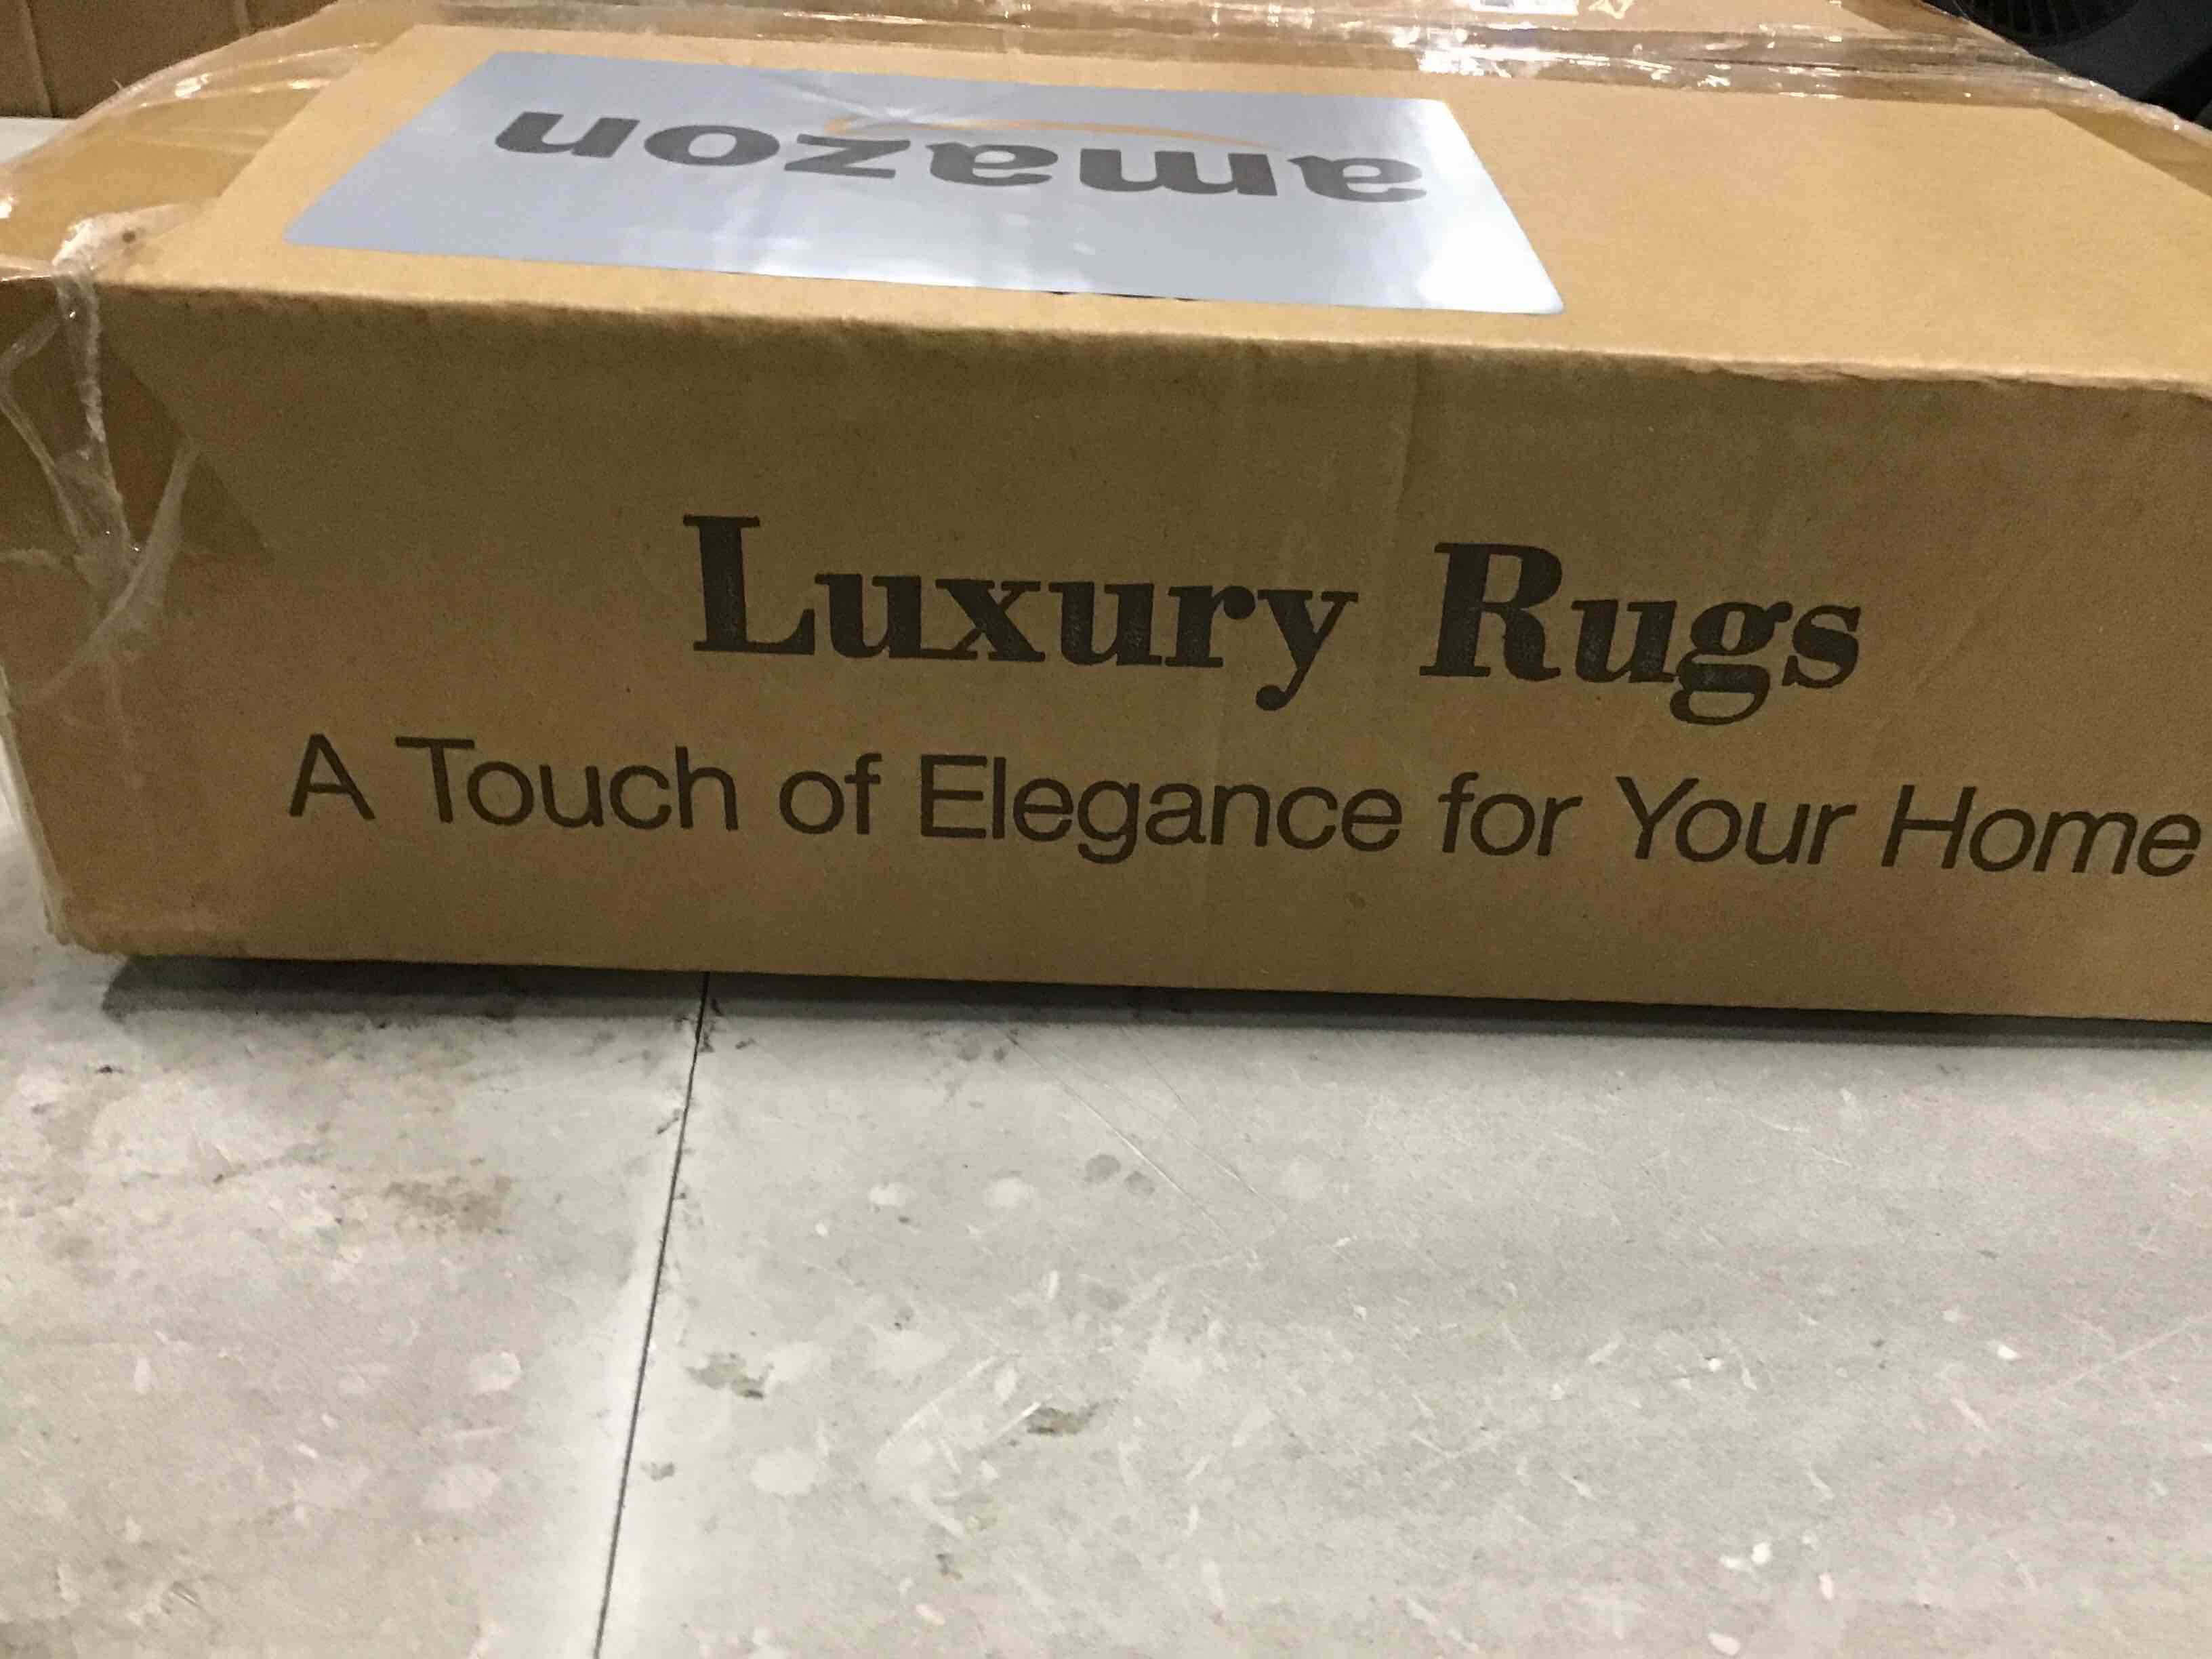 amazon
Luxury Rugs
A Touch of Elegance for Your Home